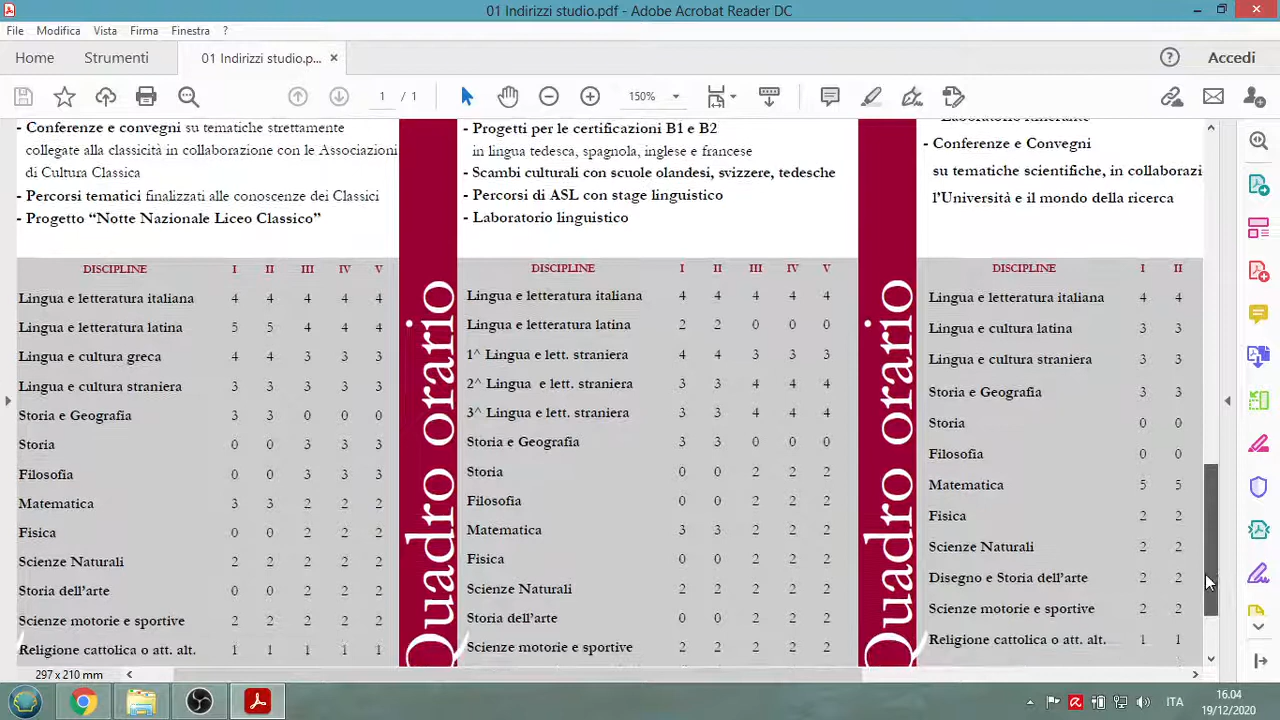 01 Indirizzi studio.pdf - Adobe Acrobat Reader DC
File Modifica Vista Firma Finestra ?
Home Strumenti 01 Indirizzi studio.p... × Accedi
1 / 1 150%
- Conferenze e convegni su tematiche strettamente
collegate alla classicità in collaborazione con le Associazioni
di Cultura Classica
- Percorsi tematici finalizzati alle conoscenze dei Classici
- Progetto “Notte Nazionale Liceo Classico”
DISCIPLINE I II III IV V
Lingua e letteratura italiana 4 4 4 4 4
Lingua e letteratura latina 5 5 4 4 4
Lingua e cultura greca 4 4 3 3 3
Lingua e cultura straniera 3 3 3 3 3
Storia e Geografia 3 3 0 0 0
Storia 0 0 3 3 3
Filosofia 0 0 3 3 3
Matematica 3 3 2 2 2
Fisica 0 0 2 2 2
Scienze Naturali 2 2 2 2 2
Storia dell’arte 0 0 2 2 2
Scienze motorie e sportive 2 2 2 2 2
Religione cattolica o att. alt. 1 1 1 1 1
Quadro orario
- Progetti per le certificazioni B1 e B2
in lingua tedesca, spagnola, inglese e francese
- Scambi culturali con scuole olandesi, svizzere, tedesche
- Percorsi di ASL con stage linguistico
- Laboratorio linguistico
DISCIPLINE I II III IV V
Lingua e letteratura italiana 4 4 4 4 4
Lingua e letteratura latina 2 2 0 0 0
1^ Lingua e lett. straniera 4 4 3 3 3
2^ Lingua e lett. straniera 3 3 4 4 4
3^ Lingua e lett. straniera 3 3 4 4 4
Storia e Geografia 3 3 0 0 0
Storia 0 0 2 2 2
Filosofia 0 0 2 2 2
Matematica 3 3 2 2 2
Fisica 0 0 2 2 2
Scienze Naturali 2 2 2 2 2
Storia dell’arte 0 0 2 2 2
Scienze motorie e sportive 2 2 2 2 2
Quadro orario
- Laboratorio itinerante
- Conferenze e Convegni
su tematiche scientifiche, in collaborazi
l’Università e il mondo della ricerca
DISCIPLINE I II
Lingua e letteratura italiana 4 4
Lingua e cultura latina 3 3
Lingua e cultura straniera 3 3
Storia e Geografia 3 3
Storia 0 0
Filosofia 0 0
Matematica 5 5
Fisica 2 2
Scienze Naturali 2 2
Disegno e Storia dell’arte 2 2
Scienze motorie e sportive 2 2
Religione cattolica o att. alt. 1 1
297 x 210 mm
ITA
16.04
19/12/2020